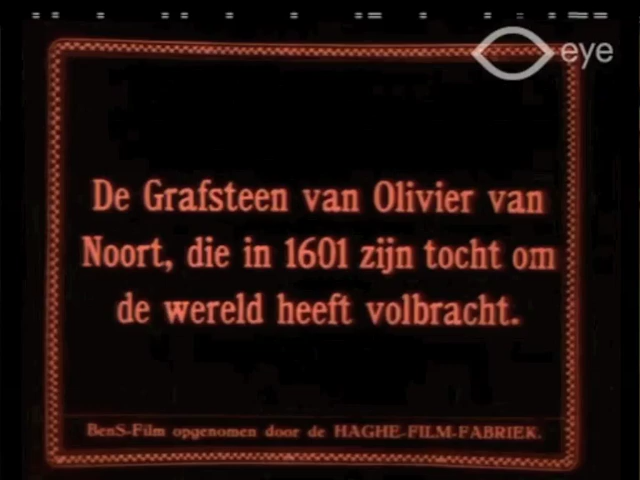 eye
De Grafsteen van Olivier van
Noort, die in 1601 zijn tocht om
de wereld heeft volbracht.
BenS-Film opgenomen door de HAGHE-FILM-FABRIEK.